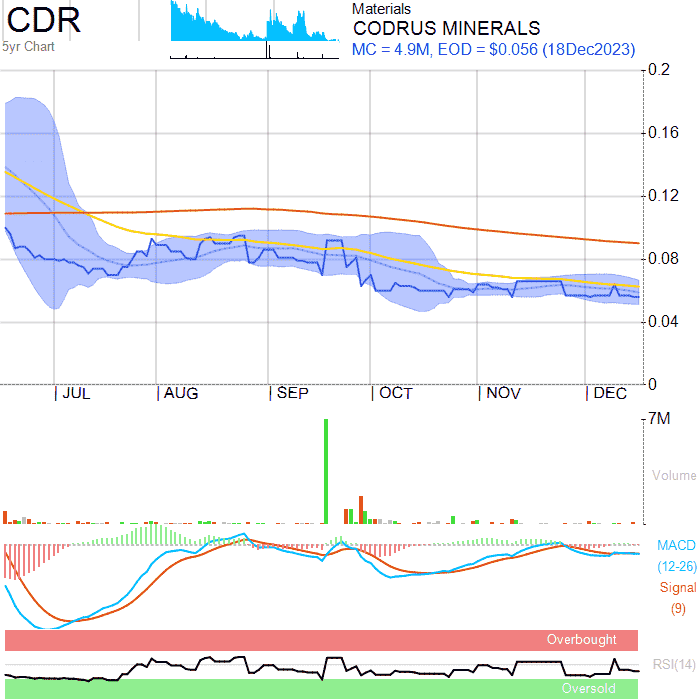 CDR
5yr Chart
Materials
CODRUS MINERALS
MC = 4.9M, EOD = $0.056 (18Dec2023)
0.2
0.16
0.12
0.08
0.04
0
JUL AUG SEP OCT NOV DEC
7M
Volume
MACD
(12-26)
Signal
(9)
Overbought
RSI(14)
Oversold